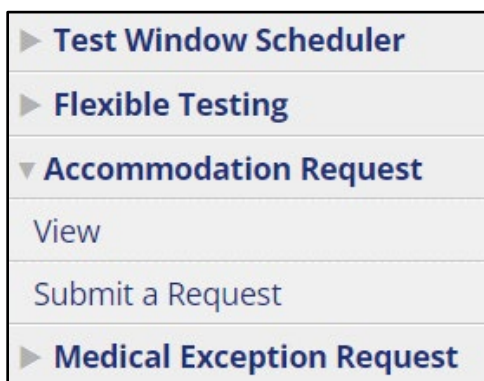 Test Window Scheduler
Flexible Testing
Accommodation Request
View
Submit a Request
Medical Exception Request